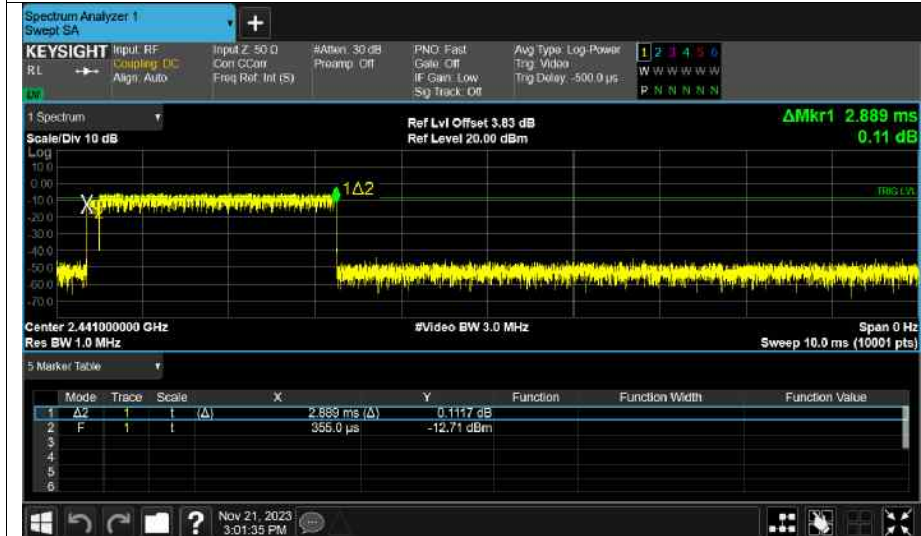 Spectrum Analyzer 1
Swept SA
+
KEYSIGHT Input: RF Input Z: 50 Ω #Atten: 30 dB PNO: Fast Avg Type: Log-Power 1 2 3 4 5 6
RL Coupling: DC Corr CCorr Preamp: Off Gate: Off Trig: Video W W W W W W
Align: Auto Freq Ref: Int (S) IF Gain: Low Trig Delay: -500.0 µs
Sig Track: Off P N N N N N
1 Spectrum Ref Lvl Offset 3.83 dB ΔMkr1 2.889 ms
Scale/Div 10 dB Ref Level 20.00 dBm 0.11 dB
Log
10.0
0.00
-10.0
-20.0
-30.0
-40.0
-50.0
-60.0
-70.0
1Δ2
TRIG LVL
Center 2.441000000 GHz #Video BW 3.0 MHz Span 0 Hz
Res BW 1.0 MHz Sweep 10.0 ms (10001 pts)
5 Marker Table
Mode Trace Scale X Y Function Function Width Function Value
1 Δ2 1 t (Δ) 2.889 ms (Δ) 0.1117 dB
2 F 1 t 355.0 µs -12.71 dBm
3
4
5
6
? Nov 21, 2023
3:01:35 PM